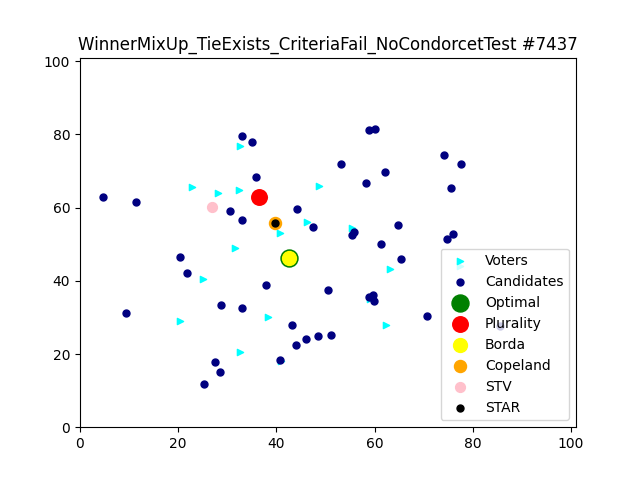 WinnerMixUp_TieExists_CriteriaFail_NoCondorcetTest #7437
100
80
60
40
20
0
0 20 40 60 80 100
Voters
Candidates
Optimal
Plurality
Borda
Copeland
STV
STAR